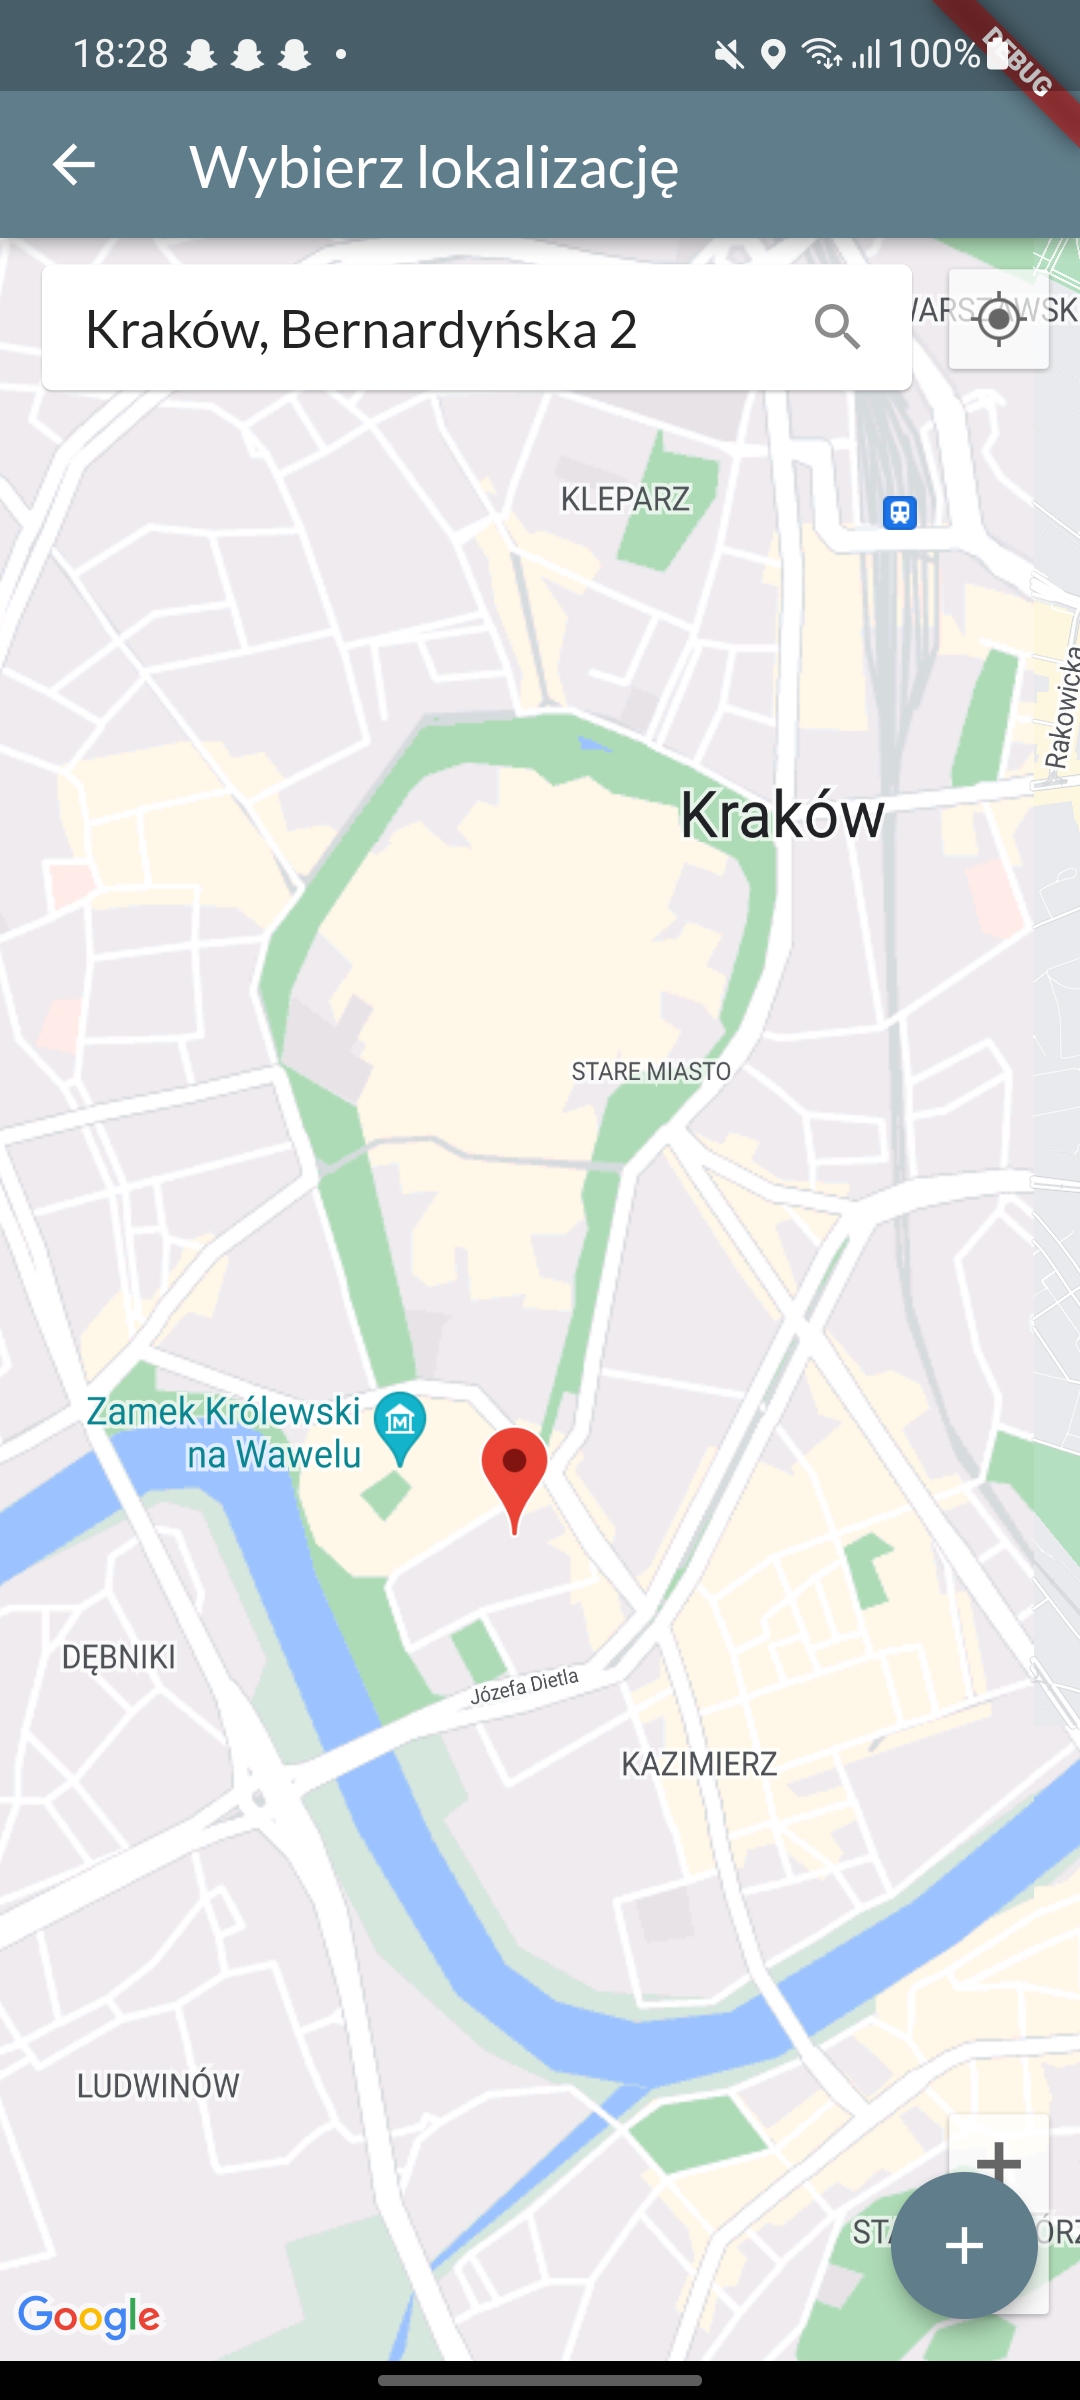 18:28
100%
DEBUG
Wybierz lokalizację
Kraków, Bernardyńska 2
KLEPARZ
Rakowicka
Kraków
STARE MIASTO
Zamek Królewski
na Wawelu
DĘBNIKI
Józefa Dietla
KAZIMIERZ
LUDWINÓW
Google